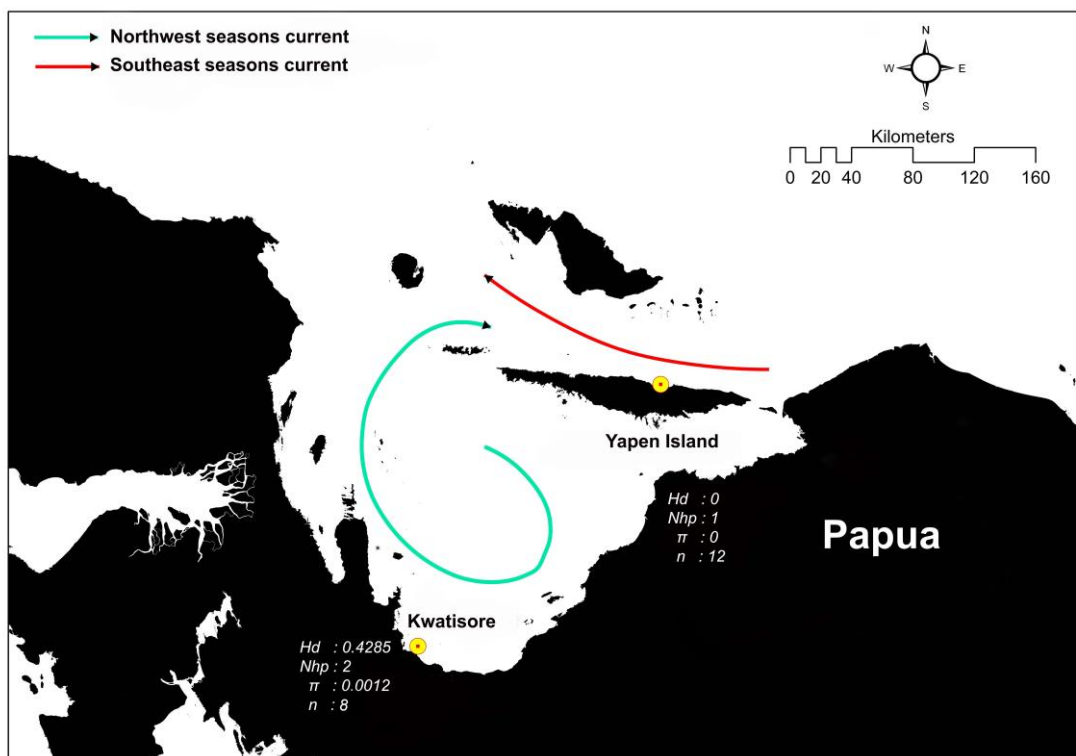 Northwest seasons current
Southeast seasons current
N
W E
S
Kilometers
0 20 40 80 120 160
Yapen Island
Hd : 0
Nhp : 1
π : 0
n : 12
Papua
Kwatisore
Hd : 0.4285
Nhp : 2
π : 0.0012
n : 8